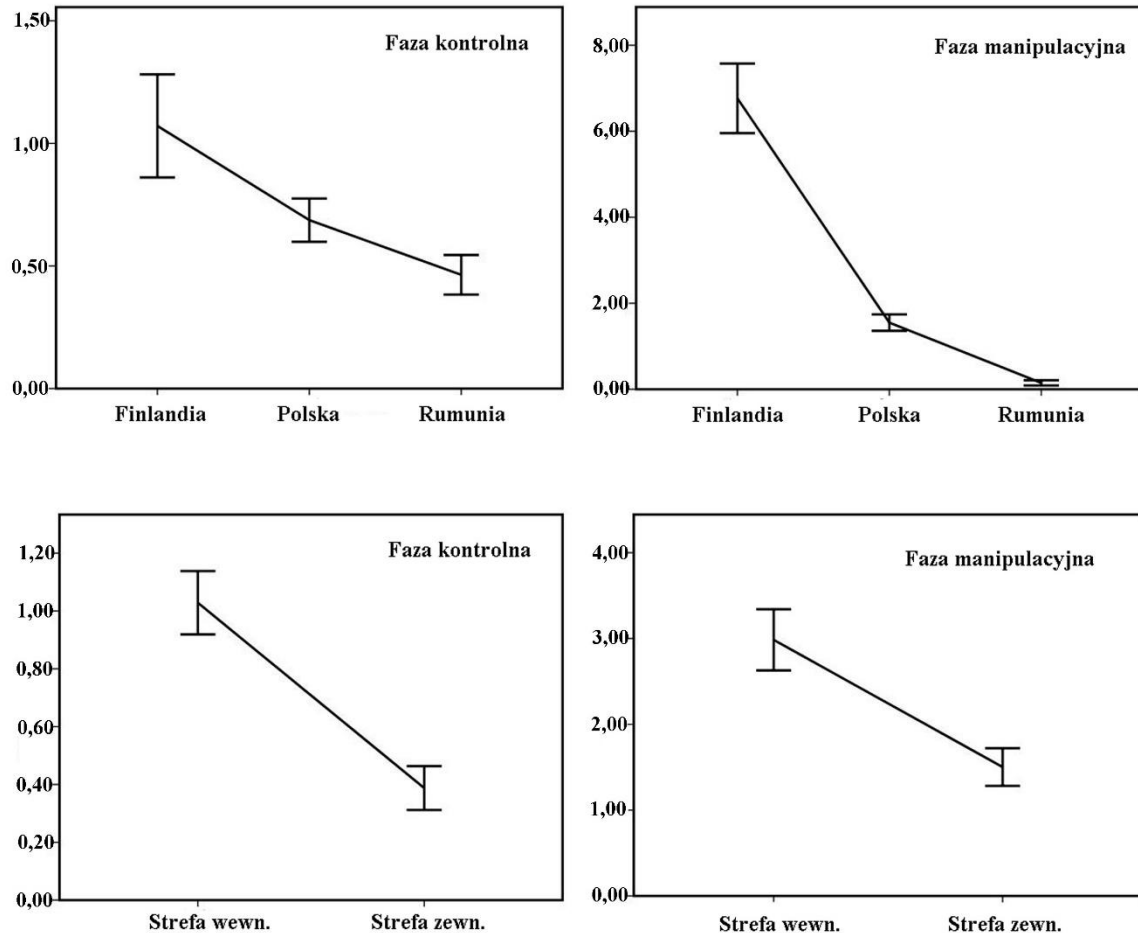 1,50
Faza kontrolna
1,00
0,50
0,00
Finlandia Polska Rumunia
8,00
Faza manipulacyjna
6,00
4,00
2,00
0,00
Finlandia Polska Rumunia
1,20
Faza kontrolna
1,00
0,80
0,60
0,40
0,20
0,00
Strefa wewn. Strefa zewn.
4,00
Faza manipulacyjna
3,00
2,00
1,00
0,00
Strefa wewn. Strefa zewn.